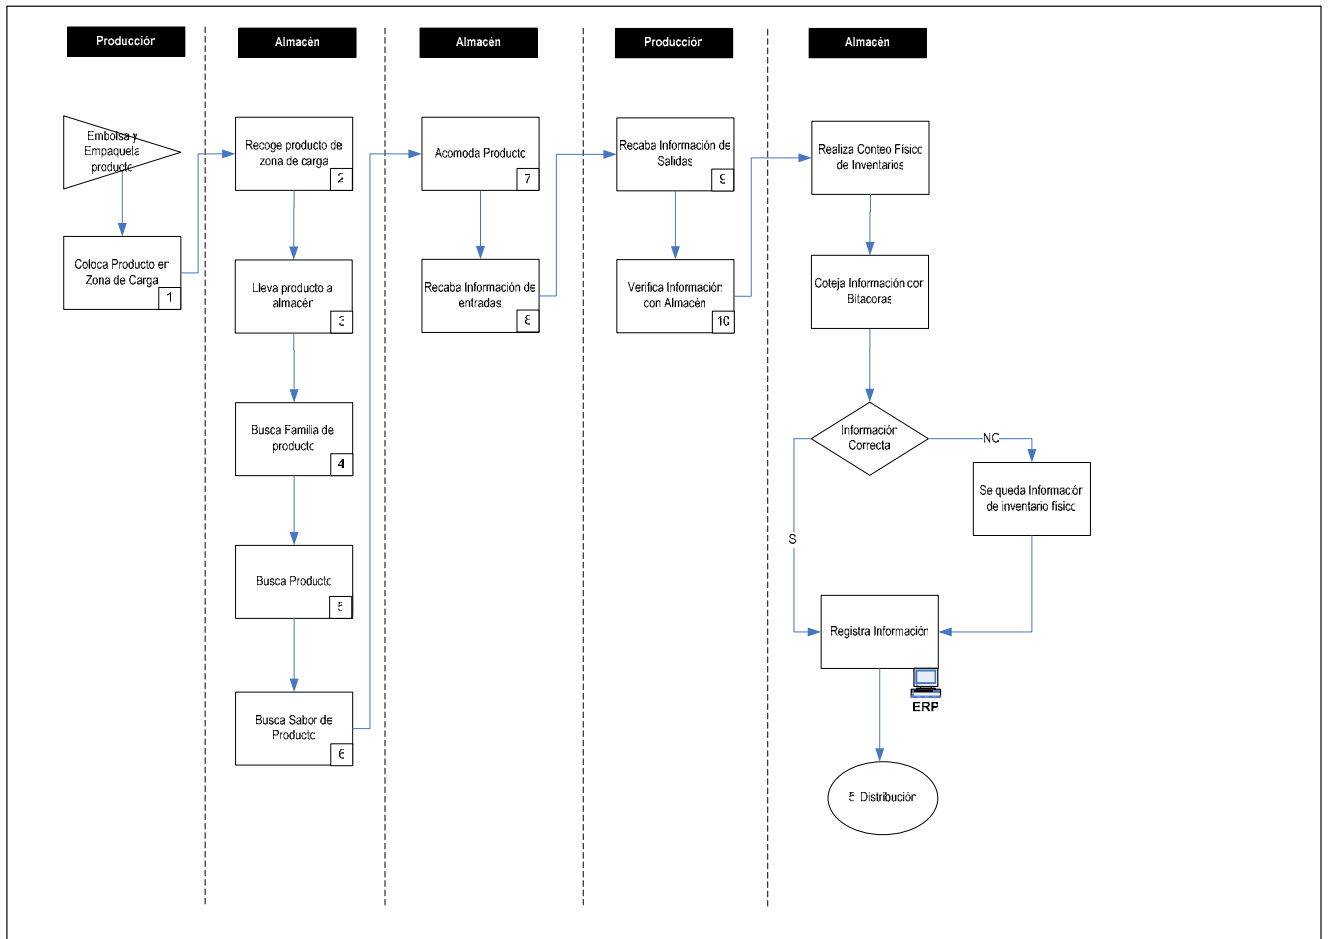 Producción
Almacén
Almacén
Producción
Almacén
Embolsa y
Empaqueta
producto
Coloca Producto en
Zona de Carga
1
Recoge producto de
zona de carga
2
Lleva producto a
almacén
3
Busca Familia de
producto
4
Busca Producto
5
Busca Sabor de
Producto
6
Acomoda Producto
7
Recaba Información de
entradas
8
Recaba Información de
Salidas
9
Verifica Información
con Almacén
10
Realiza Conteo Físico
de Inventarios
Coteja Información con
Bitacoras
Información
Correcta
NO
S
Se queda Información
de inventario físico
Registra Información
ERP
5 Distribución